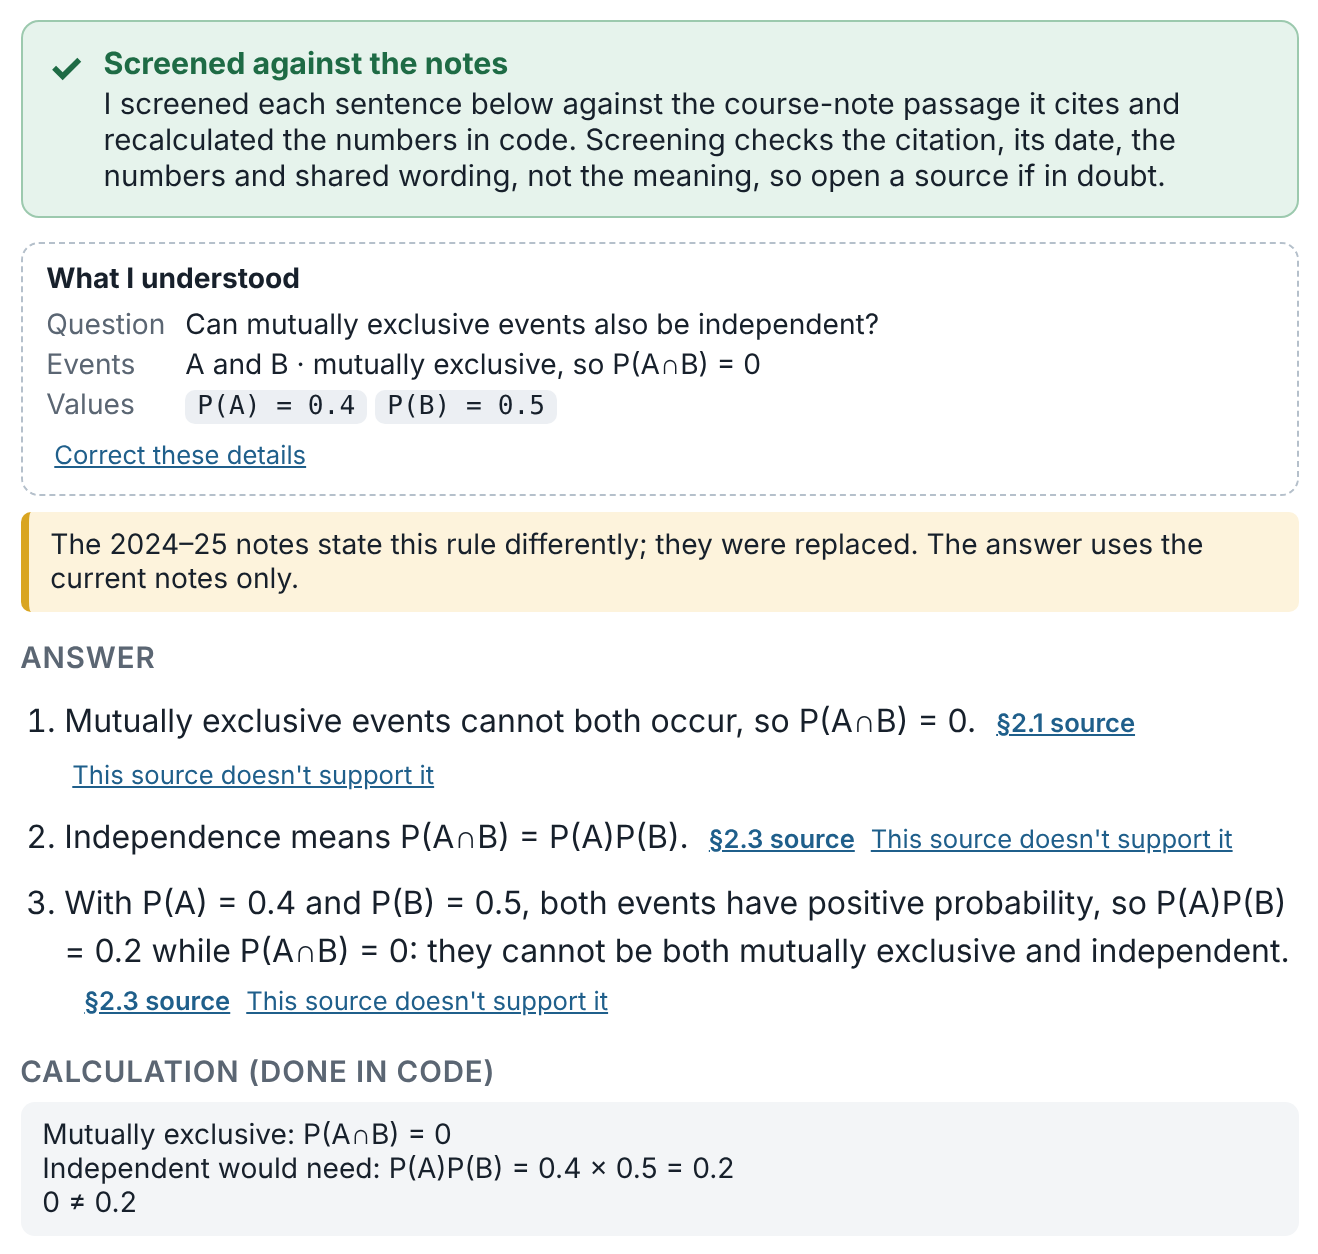 Screened against the notes
I screened each sentence below against the course-note passage it cites and
recalculated the numbers in code. Screening checks the citation, its date, the
numbers and shared wording, not the meaning, so open a source if in doubt.
What I understood
Question Can mutually exclusive events also be independent?
Events A and B · mutually exclusive, so P(A∩B) = 0
Values P(A) = 0.4 P(B) = 0.5
Correct these details
The 2024–25 notes state this rule differently; they were replaced. The answer uses the
current notes only.
ANSWER
1. Mutually exclusive events cannot both occur, so P(A∩B) = 0. §2.1 source
This source doesn't support it
2. Independence means P(A∩B) = P(A)P(B). §2.3 source This source doesn't support it
3. With P(A) = 0.4 and P(B) = 0.5, both events have positive probability, so P(A)P(B)
= 0.2 while P(A∩B) = 0: they cannot be both mutually exclusive and independent.
§2.3 source This source doesn't support it
CALCULATION (DONE IN CODE)
Mutually exclusive: P(A∩B) = 0
Independent would need: P(A)P(B) = 0.4 × 0.5 = 0.2
0 ≠ 0.2